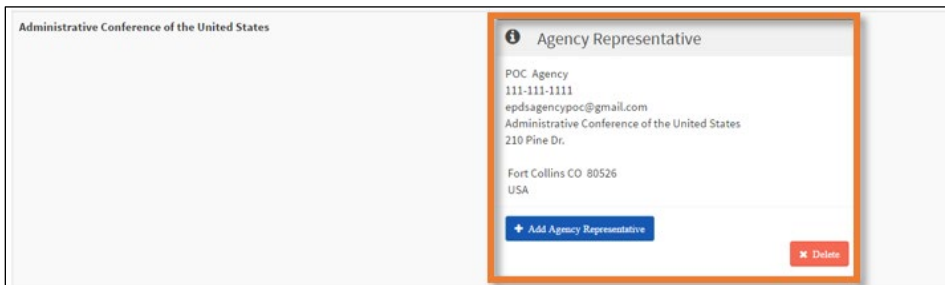 Administrative Conference of the United States
Agency Representative
POC Agency
111-111-1111
epdsagencypoc@gmail.com
Administrative Conference of the United States
210 Pine Dr.
Fort Collins CO 80526
USA
+ Add Agency Representative
✖ Delete